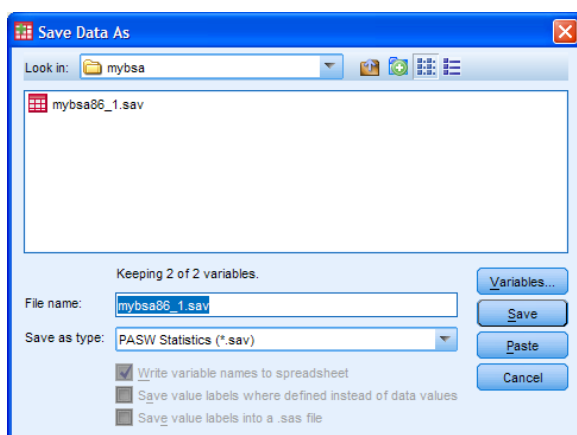 Save Data As
Look in: mybsa
mybsa86_1.sav
Keeping 2 of 2 variables.
Variables...
File name: mybsa86_1.sav
Save
Save as type: PASW Statistics (*.sav)
Paste
Write variable names to spreadsheet
Cancel
Save value labels where defined instead of data values
Save value labels into a .sas file